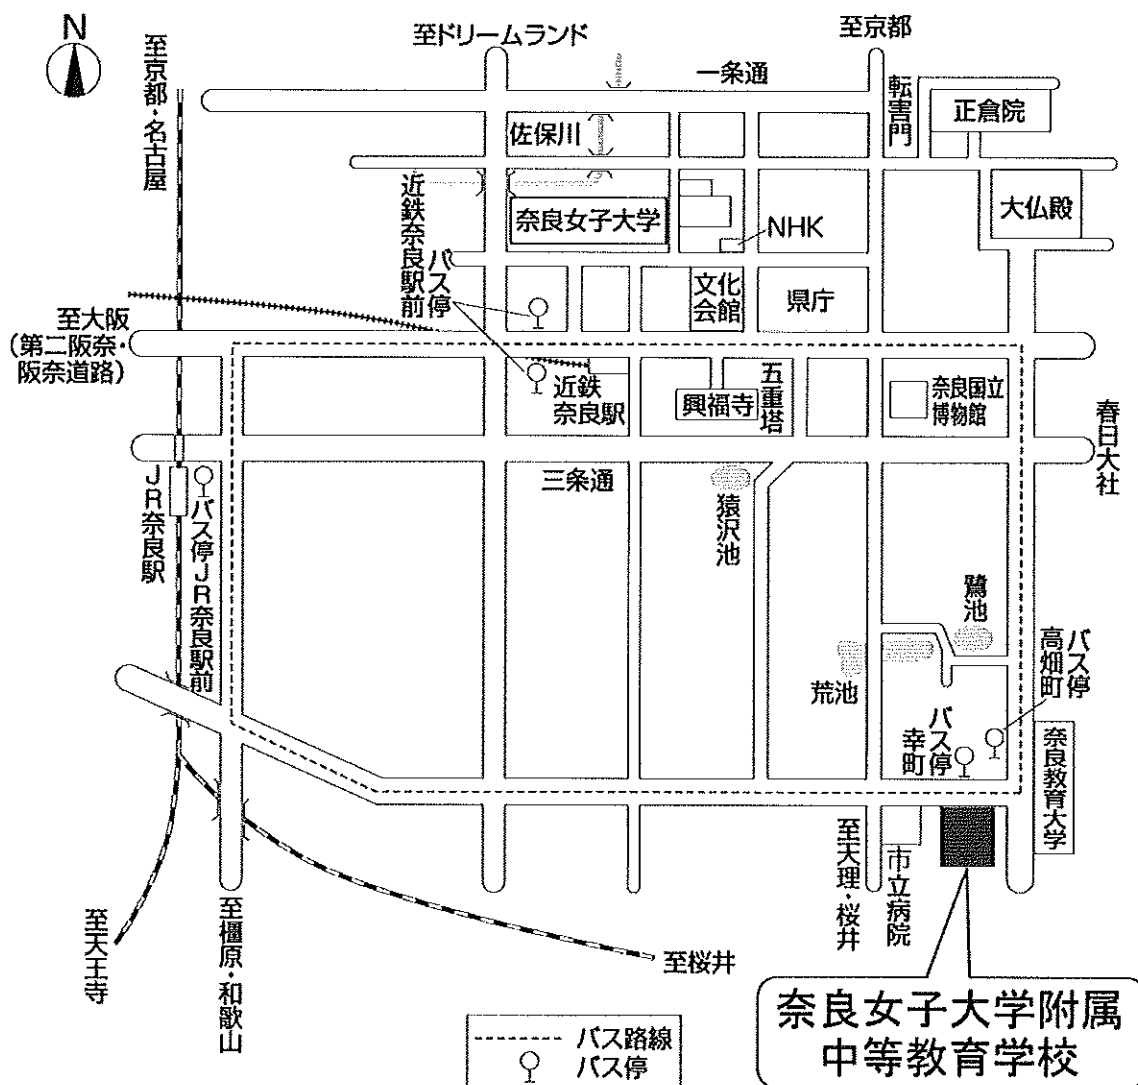 N
至ドリームランド
至京都
一条通
至京都・名古屋
転害門
正倉院
佐保川
近鉄奈良駅前
バス停
奈良女子大学
NHK
大仏殿
文化
会館
県庁
至大阪
(第二阪奈・
阪奈道路)
近鉄
奈良駅
興福寺
五重塔
奈良国立
博物館
春日大社
三条通
JR奈良駅
バス停JR奈良駅前
猿沢池
鷺池
荒池
バス停
高畑町
バス停
幸町
奈良教育大学
至天理・桜井
市立病院
至天王寺
至橿原・和歌山
至桜井
奈良女子大学附属
中等教育学校
バス路線
バス停